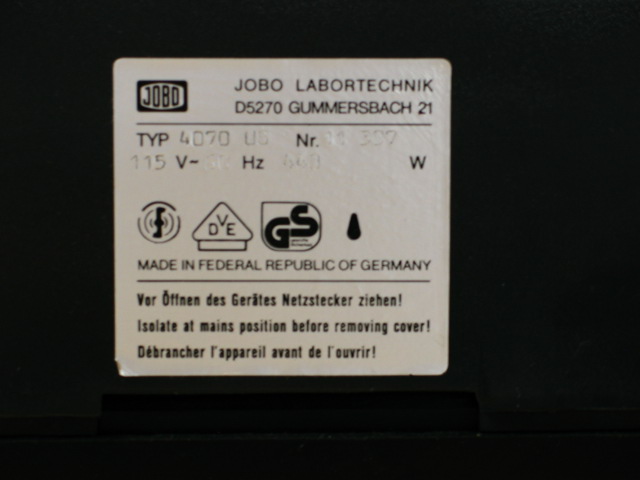 JOBO
JOBO LABORTECHNIK
D5270 GUMMERSBACH 21
TYP 4070 Nr.
115 V~ Hz W
DVE
GS
MADE IN FEDERAL REPUBLIC OF GERMANY
Vor Öffnen des Gerätes Netzstecker ziehen!
Isolate at mains position before removing cover!
Débrancher l'appareil avant de l'ouvrir!